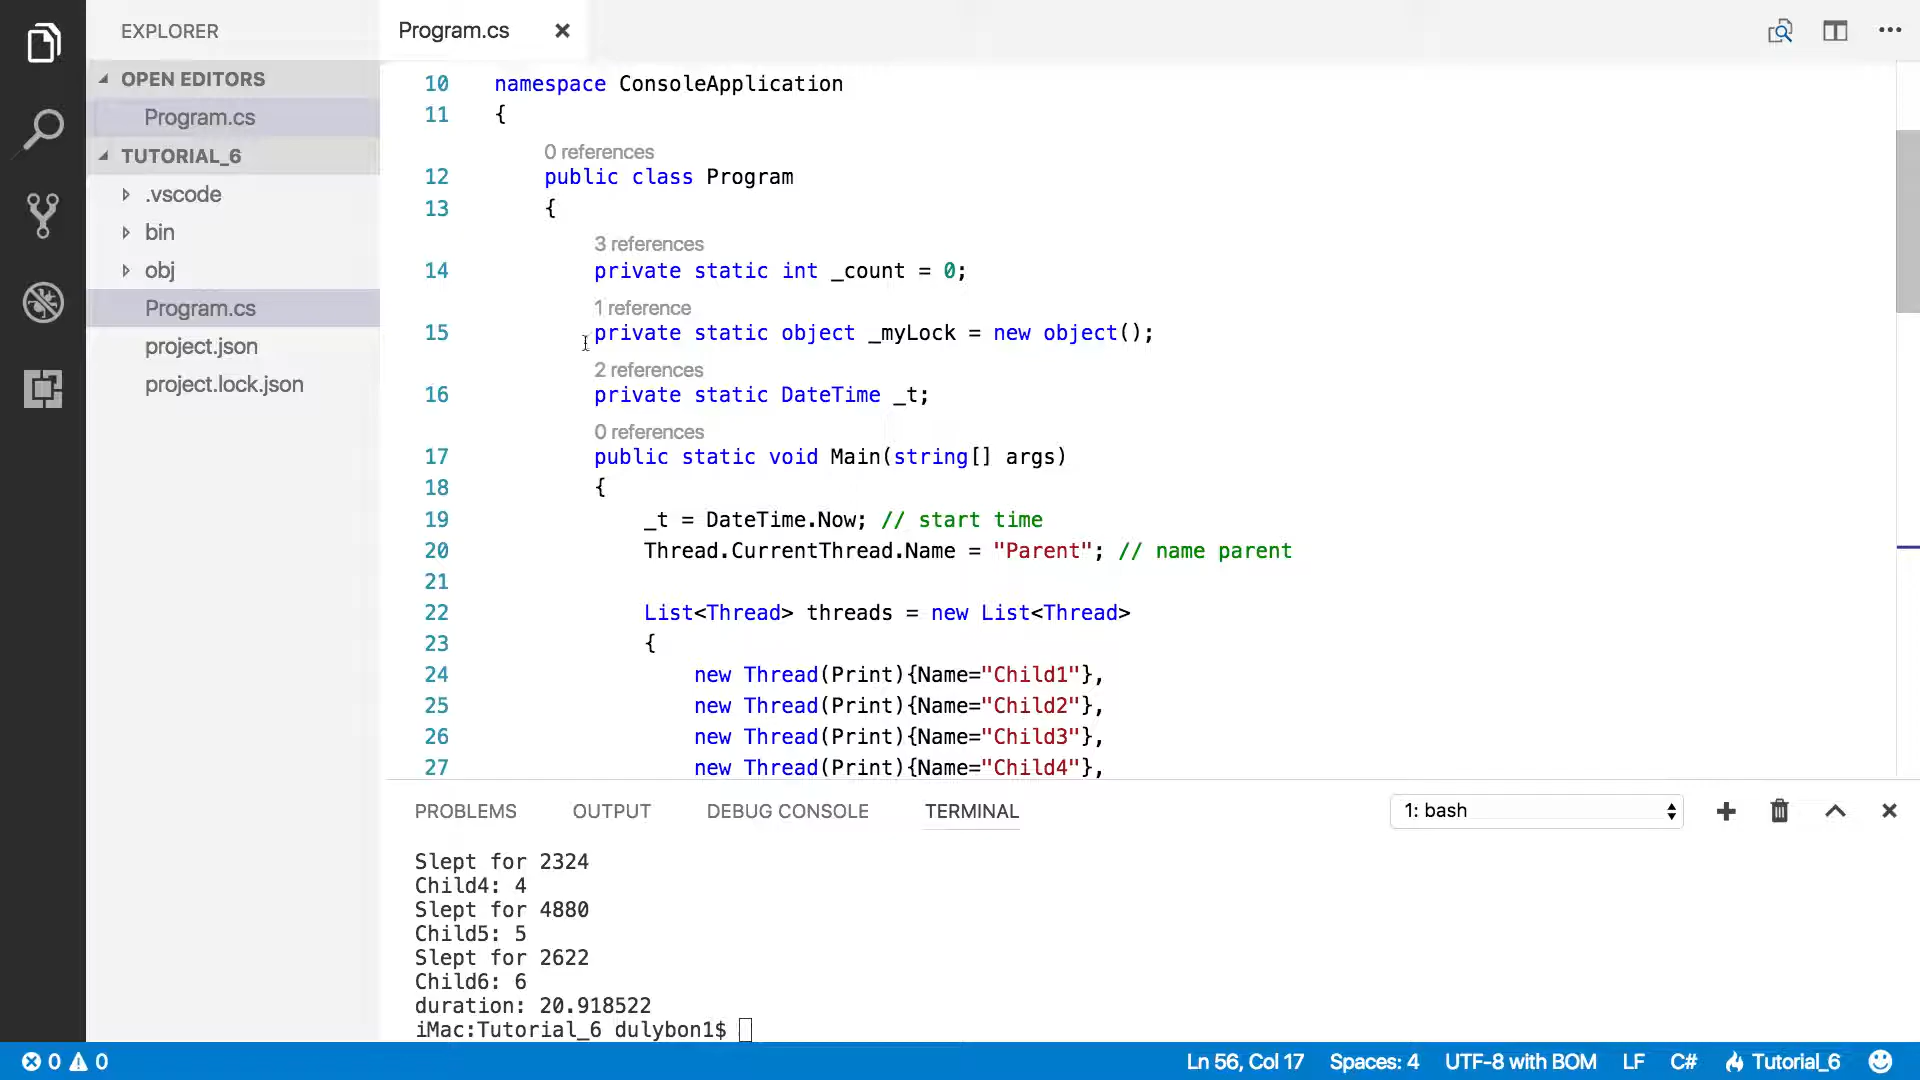 EXPLORER
OPEN EDITORS
Program.cs
TUTORIAL_6
.vscode
bin
obj
Program.cs
project.json
project.lock.json
Program.cs
10 namespace ConsoleApplication
11 {
0 references
12 public class Program
13 {
3 references
14 private static int _count = 0;
1 reference
15 private static object _myLock = new object();
2 references
16 private static DateTime _t;
0 references
17 public static void Main(string[] args)
18 {
19 _t = DateTime.Now; // start time
20 Thread.CurrentThread.Name = "Parent"; // name parent
21
22 List<Thread> threads = new List<Thread>
23 {
24 new Thread(Print){Name="Child1"},
25 new Thread(Print){Name="Child2"},
26 new Thread(Print){Name="Child3"},
27 new Thread(Print){Name="Child4"},
PROBLEMS OUTPUT DEBUG CONSOLE TERMINAL 1: bash
Slept for 2324
Child4: 4
Slept for 4880
Child5: 5
Slept for 2622
Child6: 6
duration: 20.918522
iMac:Tutorial_6 dulybon1$
0 0 Ln 56, Col 17 Spaces: 4 UTF-8 with BOM LF C# Tutorial_6